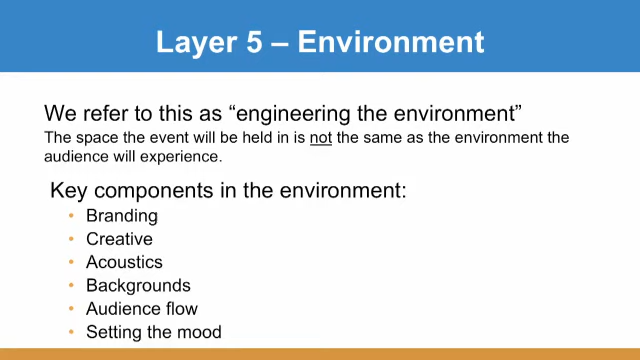 Layer 5 – Environment
We refer to this as “engineering the environment”
The space the event will be held in is not the same as the environment the
audience will experience.
Key components in the environment:
• Branding
• Creative
• Acoustics
• Backgrounds
• Audience flow
• Setting the mood